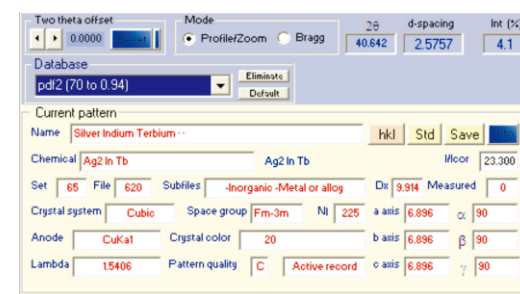 Two theta offset Mode 2θ d-spacing Int (%
0.0000 Profile/Zoom Bragg 40.642 2.5757 4.1
Database
pdf2 (70 to 0.94) Eliminate
Default
Current pattern
Name Silver Indium Terbium -- hkl Std Save
Chemical Ag2 In Tb Ag2 In Tb I/Icor 23.300
Set 65 File 620 Subfiles -Inorganic -Metal or alloy Dx 9.914 Measured 0
Crystal system Cubic Space group Fm-3m N| 225 a axis 6.896 α 90
Anode CuKa1 Crystal color 20 b axis 6.896 β 90
Lambda 1.5406 Pattern quality C Active record c axis 6.896 γ 90